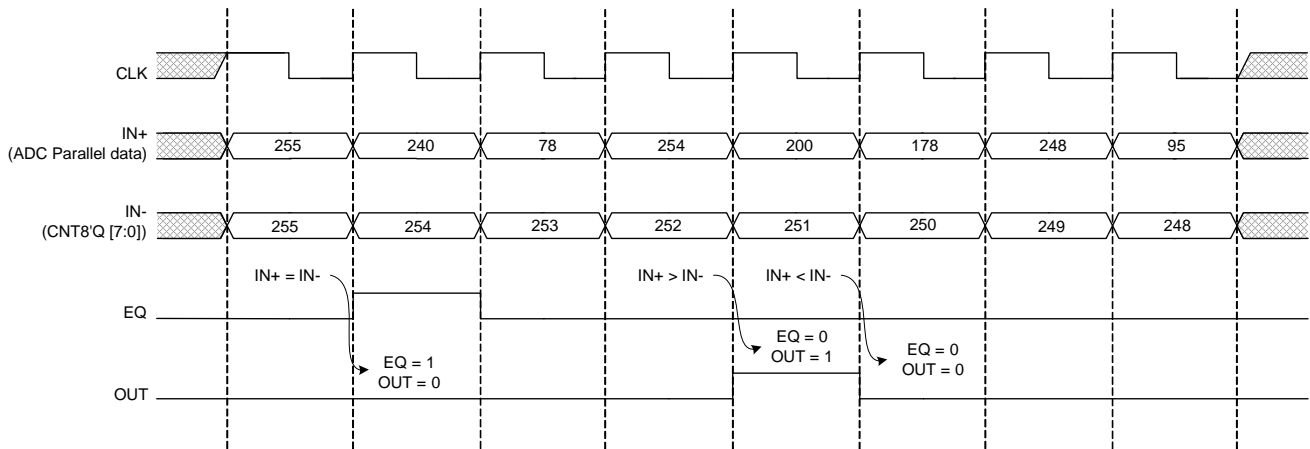 CLK
IN+
(ADC Parallel data)
255 240 78 254 200 178 248 95
IN-
(CNT8'Q [7:0])
255 254 253 252 251 250 249 248
IN+ = IN- IN+ > IN- IN+ < IN-
EQ
EQ = 1
OUT = 0
EQ = 0
OUT = 1
EQ = 0
OUT = 0
OUT